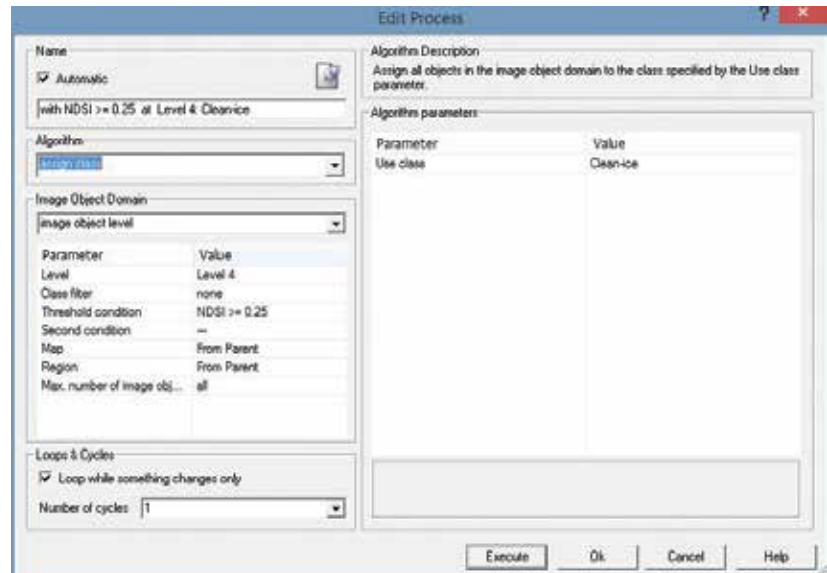 Edit Process
?
Name
Automatic
with NDSI >= 0.25 at Level 4: Clean-ice
Algorithm
assign class
Image Object Domain
image object level
Parameter Value
Level Level 4
Class filter none
Threshold condition NDSI >= 0.25
Second condition ---
Map From Parent
Region From Parent
Max. number of image obj... all
Loops & Cycles
Loop while something changes only
Number of cycles 1
Algorithm Description
Assign all objects in the image object domain to the class specified by the Use class
parameter.
Algorithm parameters
Parameter Value
Use class Clean-ice
Execute Ok Cancel Help